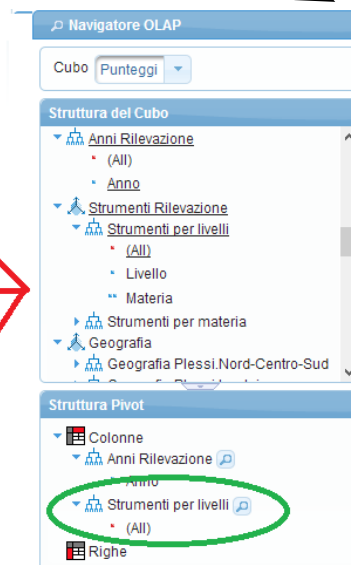 Navigatore OLAP
Cubo Punteggi
Struttura del Cubo
Anni Rilevazione
(All)
Anno
Strumenti Rilevazione
Strumenti per livelli
(All)
Livello
Materia
Strumenti per materia
Geografia
Geografia Plessi.Nord-Centro-Sud
Struttura Pivot
Colonne
Anni Rilevazione
Anno
Strumenti per livelli
(All)
Righe